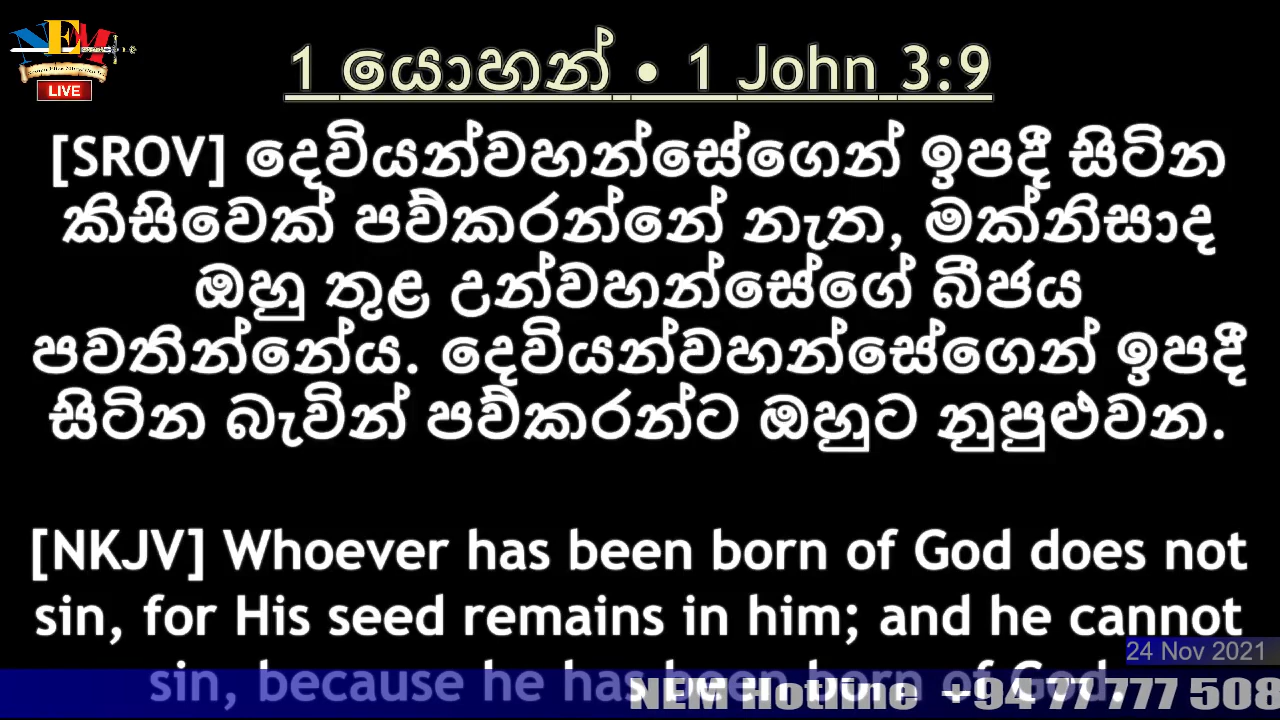 NEM
LIVE
1 යොහන් • 1 John 3:9
[SROV] දෙවියන්වහන්සේගෙන් ඉපදී සිටින
කිසිවෙක් පව්කරන්නේ නැත, මක්නිසාද
ඔහු තුළ උන්වහන්සේගේ බීජය
පවතින්නේය. දෙවියන්වහන්සේගෙන් ඉපදී
සිටින බැවින් පව්කරන්ට ඔහුට නුපුළුවන.
[NKJV] Whoever has been born of God does not
sin, for His seed remains in him; and he cannot
sin, because he has been born of God.
24 Nov 2021
NEM Hotline +94 77 777 508